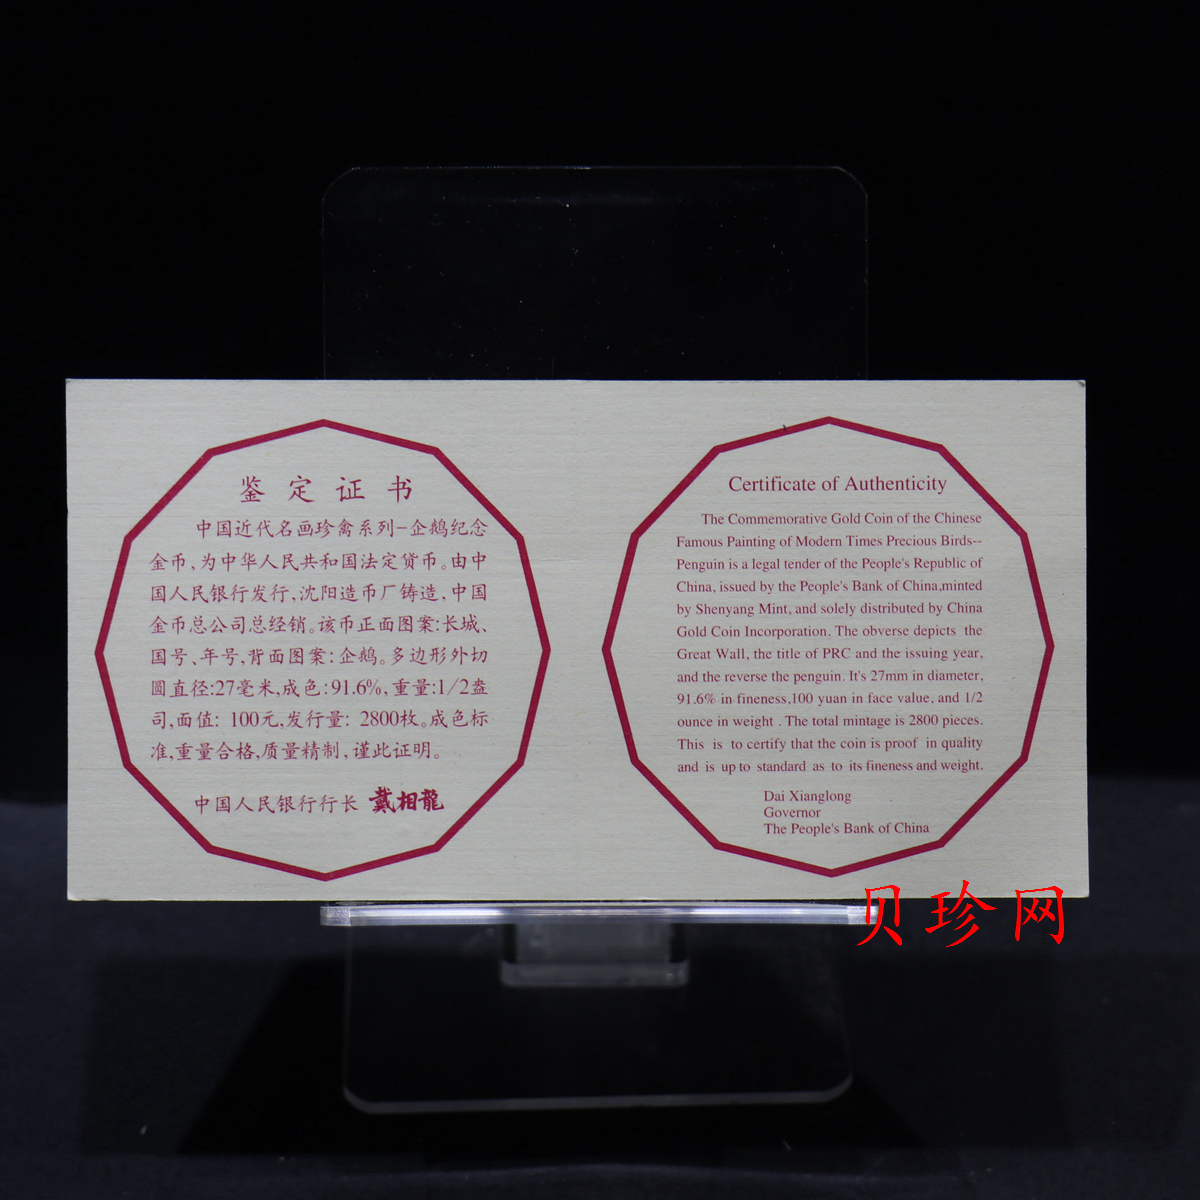 鉴定证书
中国近代名画珍禽系列-企鹅纪念
金币,为中华人民共和国法定货币。由中
国人民银行发行,沈阳造币厂铸造,中国
金币总公司总经销。该币正面图案:长城、
国号、年号,背面图案:企鹅。多边形外切
圆直径:27毫米,成色:91.6%,重量:1/2盎
司,面值: 100元,发行量: 2800枚。成色标
准,重量合格,质量精制,谨此证明。
中国人民银行行长 戴相龍
Certificate of Authenticity
The Commemorative Gold Coin of the Chinese
Famous Painting of Modern Times Precious Birds--
Penguin is a legal tender of the People's Republic of
China, issued by the People's Bank of China,minted
by Shenyang Mint, and solely distributed by China
Gold Coin Incorporation. The obverse depicts the
Great Wall, the title of PRC and the issuing year,
and the reverse the penguin. It's 27mm in diameter,
91.6% in fineness,100 yuan in face value, and 1/2
ounce in weight . The total mintage is 2800 pieces.
This is to certify that the coin is proof in quality
and is up to standard as to its fineness and weight.
Dai Xianglong
Governor
The People's Bank of China
贝珍网